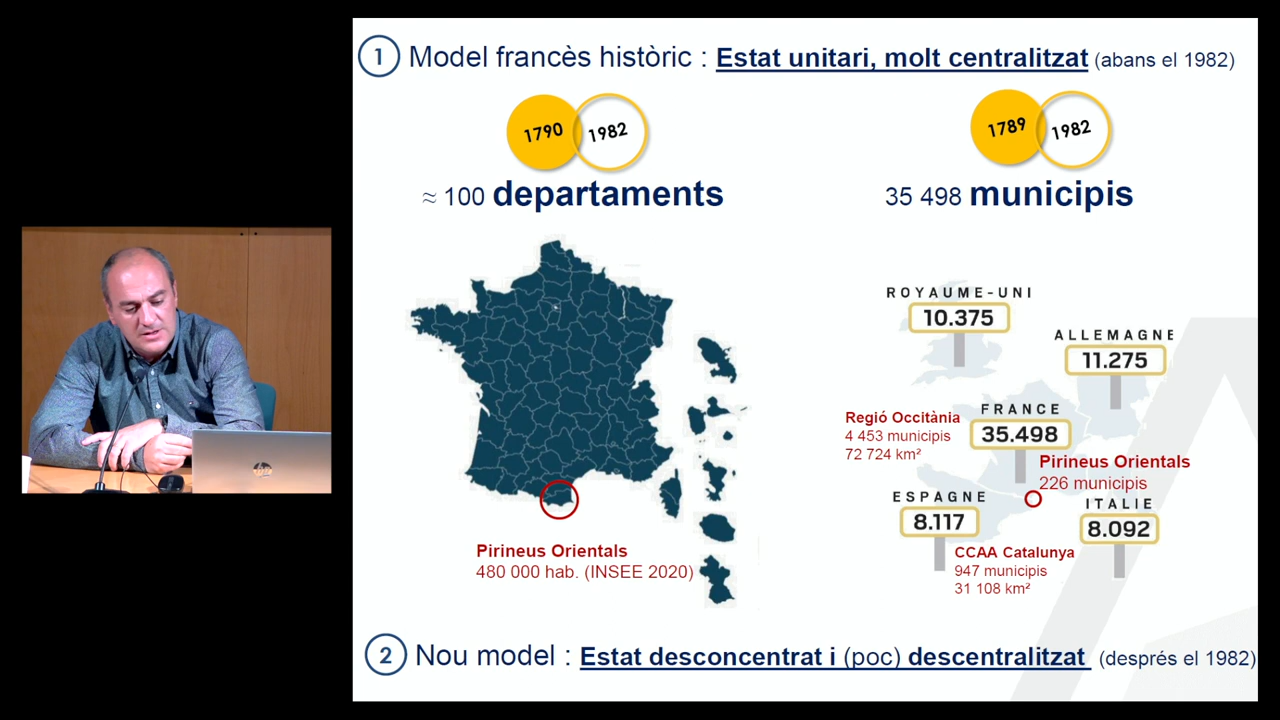 1 Model francès històric : Estat unitari, molt centralitzat (abans el 1982)
1790 1982
≈ 100 departaments
Pirineus Orientals
480 000 hab. (INSEE 2020)
1789 1982
35 498 municipis
ROYAUME-UNI
10.375
ALLEMAGNE
11.275
FRANCE
35.498
Regió Occitània
4 453 municipis
72 724 km²
Pirineus Orientals
226 municipis
ESPAGNE
8.117
ITALIE
8.092
CCAA Catalunya
947 municipis
31 108 km²
2 Nou model : Estat desconcentrat i (poc) descentralitzat (després el 1982)
hp